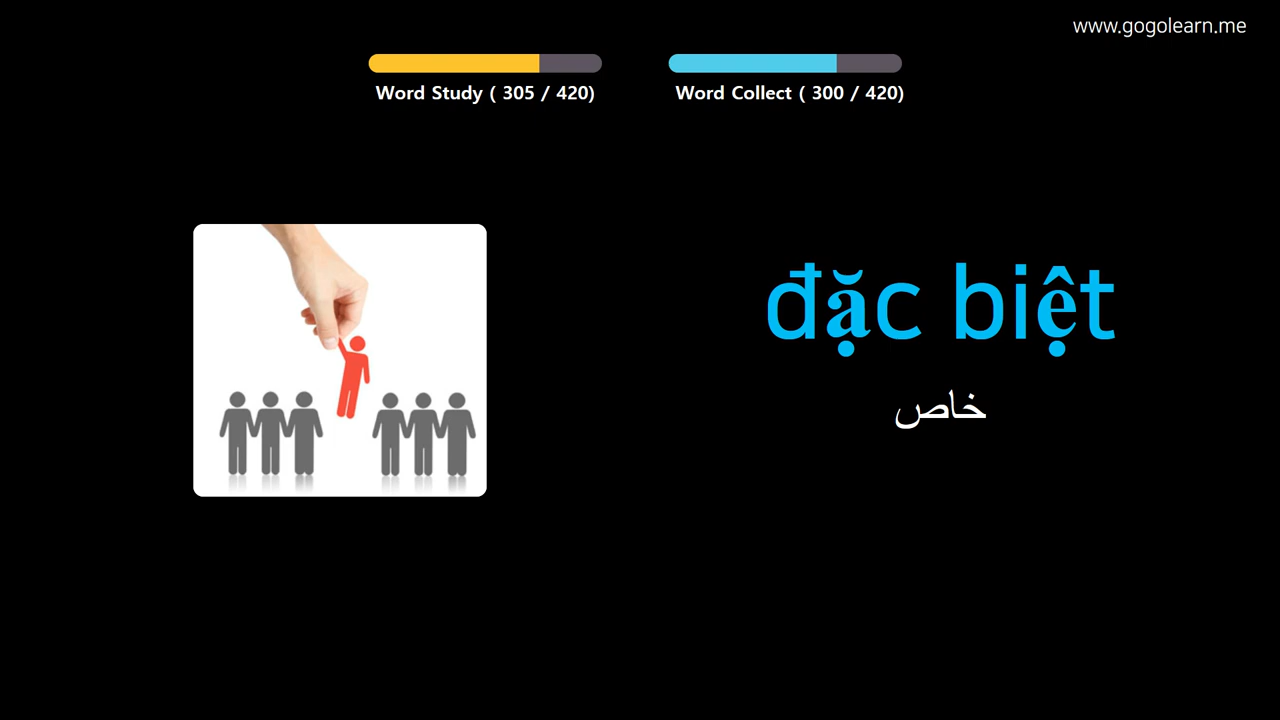 www.gogolearn.me
Word Study ( 305 / 420)
Word Collect ( 300 / 420)
đặc biệt
خاص